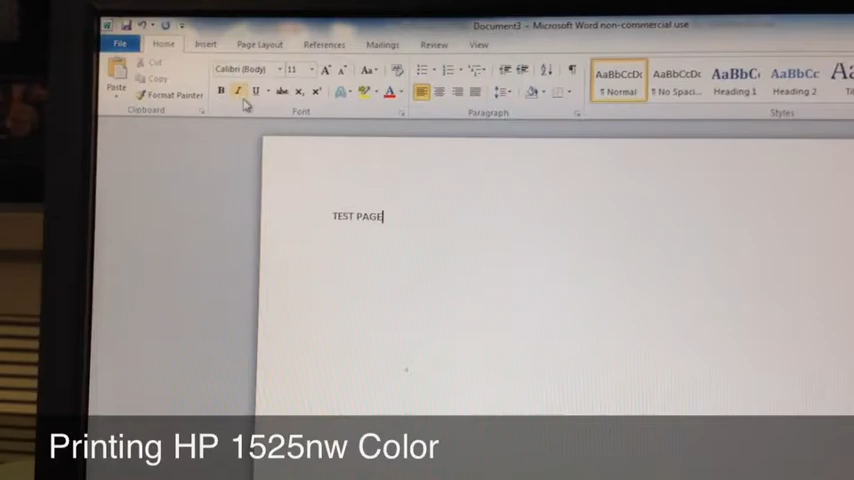 Document3 - Microsoft Word non-commercial use
File Home Insert Page Layout References Mailings Review View
Cut
Copy
Paste
Format Painter
Clipboard
Calibri (Body) 11
B I U abc
Font
Paragraph
AaBbCcDc AaBbCcDc AaBbC AaBbCc
¶ Normal ¶ No Spaci... Heading 1 Heading 2
Styles
TEST PAGE
Printing HP 1525nw Color